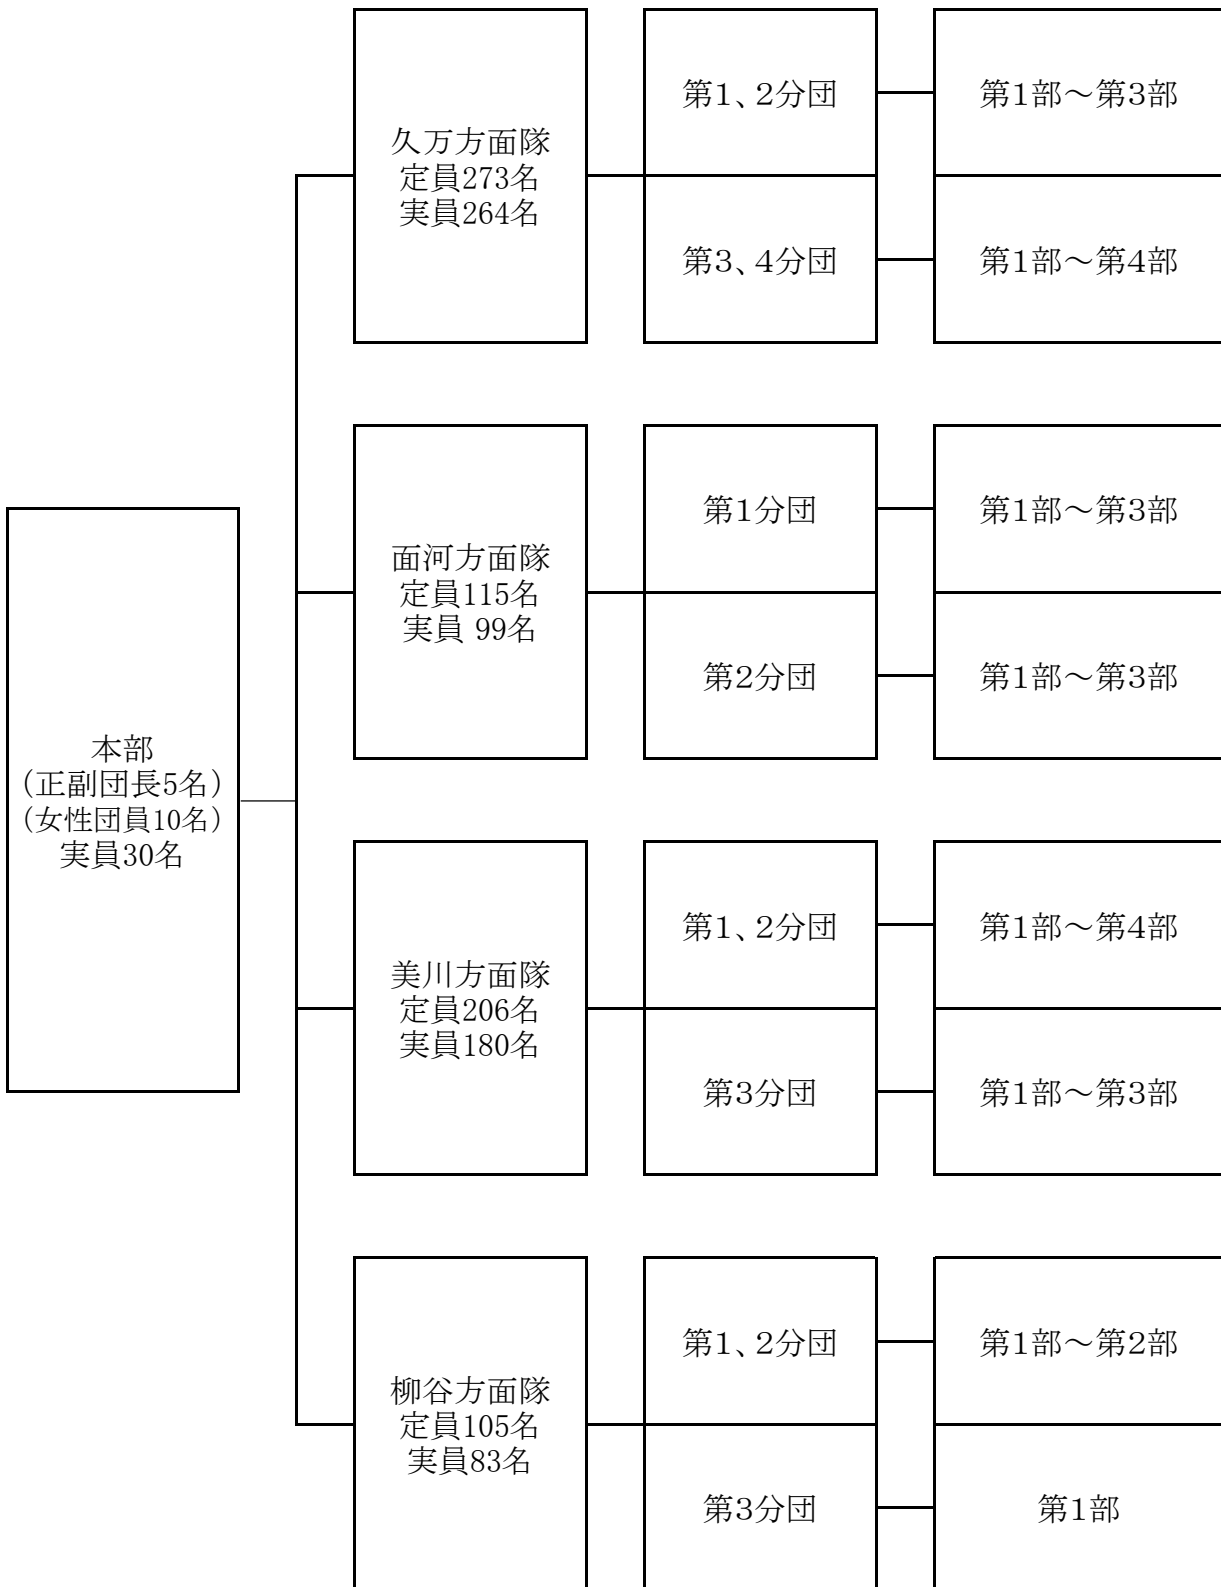 本部
（正副団長5名）
（女性団員10名）
実員30名
久万方面隊
定員273名
実員264名
第1、2分団
第1部～第3部
第3、4分団
第1部～第4部
面河方面隊
定員115名
実員 99名
第1分団
第1部～第3部
第2分団
第1部～第3部
美川方面隊
定員206名
実員180名
第1、2分団
第1部～第4部
第3分団
第1部～第3部
柳谷方面隊
定員105名
実員83名
第1、2分団
第1部～第2部
第3分団
第1部